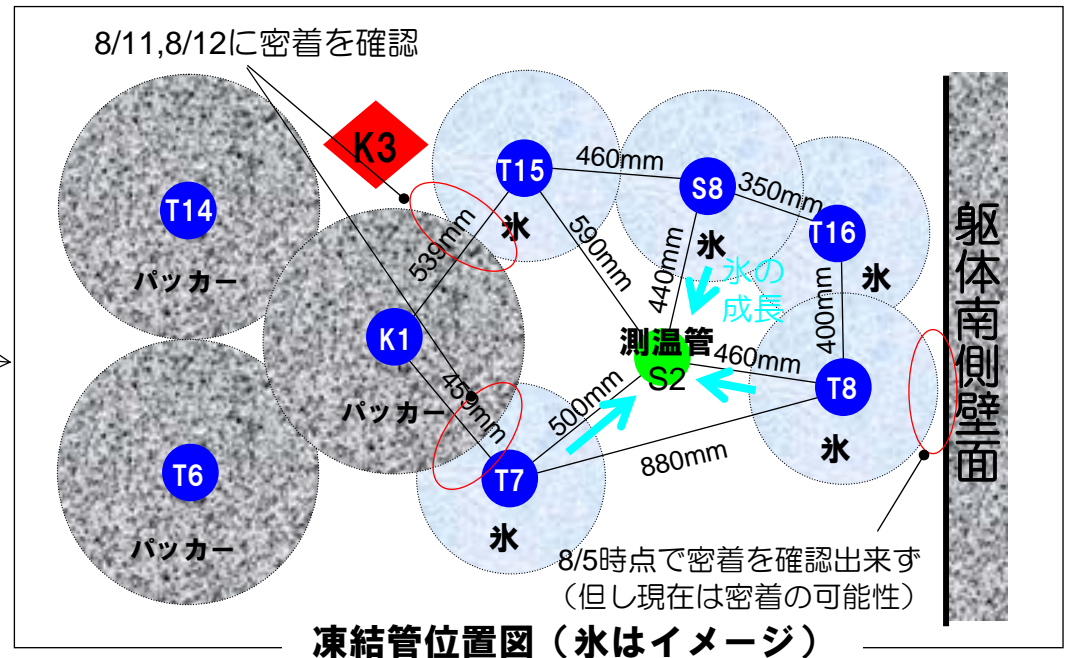 8/11,8/12に密着を確認
K3
T15
460mm
S8
350mm
T16
T14
パッカー
氷
氷
氷
539mm
590mm
440mm
氷の
成長
400mm
躯体南側壁面
K1
パッカー
測温管
S2
460mm
T8
氷
459mm
500mm
880mm
T6
パッカー
T7
氷
8/5時点で密着を確認出来ず
（但し現在は密着の可能性）
凍結管位置図（氷はイメージ）